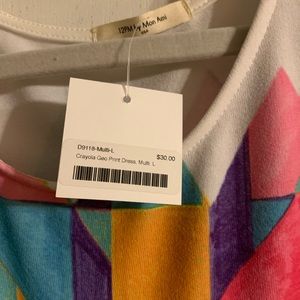 12PM by Mon Ami
D9118-Multi-L
Crayola Geo Print Dress, Multi, L
$30.00